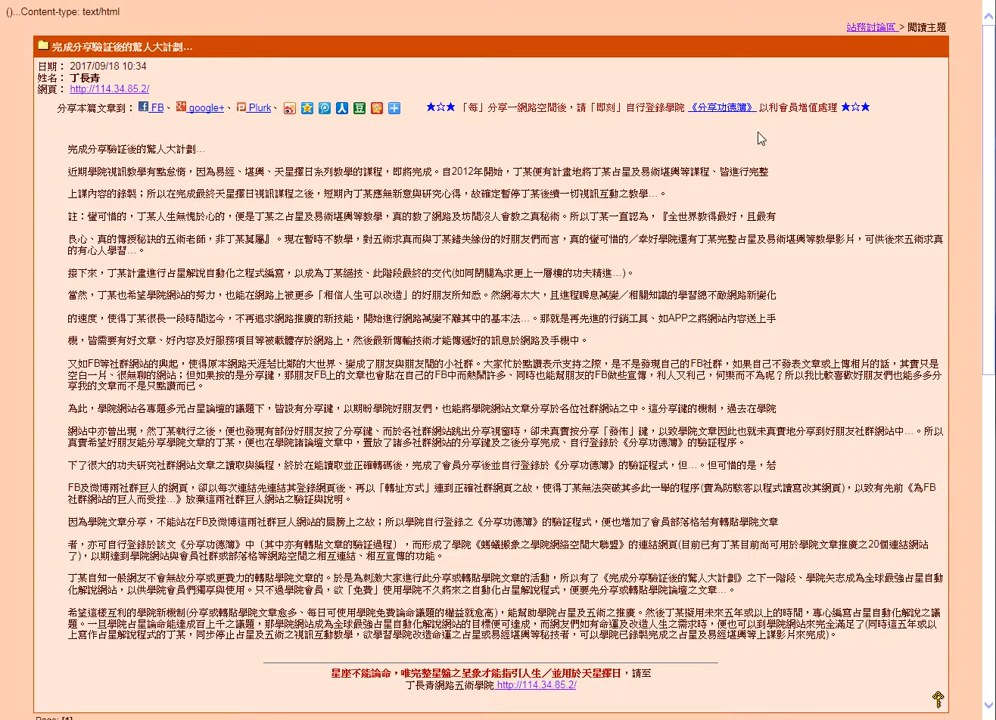 ()...Content-type: text/html
站務討論區 > 閱讀主題
完成分享驗証後的驚人大計劃...
日期： 2017/09/18 10:34
姓名： 丁長青
網頁： http://114.34.85.2/
分享本篇文章到： FB、 google+、 Plurk、 ★☆★ 「每」分享一網路空間後，請「即刻」自行登錄學院 《分享功德簿》 以利會員增值處理 ★☆★
完成分享驗証後的驚人大計劃...
近期學院視訊教學有點怠惰，因為易經、堪輿、天星擇日系列教學的課程，即將完成。自2012年開始，丁某便有計畫地將丁某占星及易術堪輿等課程、皆進行完整
上課內容的錄製；所以在完成最終天星擇日視訊課程之後，短期內丁某應無新意與研究心得，故確定暫停丁某後續一切視訊互動之教學...。
註：蠻可惜的，丁某人生無愧於心的，便是丁某之占星及易術堪輿等教學，真的教了網路及坊間沒人會教之真秘術。所以丁某一直認為，『全世界教得最好，且最有
良心、真的傳授秘訣的五術老師，非丁某莫屬』。現在暫時不教學，對五術求真而與丁某錯失緣份的好朋友們而言，真的蠻可惜的／幸好學院還有丁某完整占星及易術堪輿等教學影片，可供後來五術求真
的有心人學習...。
接下來，丁某計畫進行占星解說自動化之程式編寫，以成為丁某絕技、此階段最終的交代(如同閉關為求更上一層樓的功夫精進...)。
當然，丁某也希望學院網站的努力，也能在網路上被更多「相信人生可以改造」的好朋友所知悉。然網海太大，且進程瞬息萬變／相關知識的學習總不敵網路新變化
的速度，使得丁某很長一段時間迄今，不再追求網路推廣的新技能，開始進行網路萬變不離其中的基本法...。那就是再先進的行銷工具、如APP之將網站內容送上手
機，皆需要有好文章、好內容及好服務項目等被載體存於網路上，然後最新傳輸技術才能傳遞好的訊息於網路及手機中。
又如FB等社群網站的興起，使得原本網路天涯若比鄰的大世界、變成了朋友與朋友間的小社群。大家忙於點讚表示支持之際，是不是發現自己的FB社群，如果自己不發表文章或上傳相片的話，其實只是
空白一片、很無聊的網站；但如果按的是分享鍵，那朋友FB上的文章也會貼在自己的FB中而熱鬧許多、同時也能幫朋友的FB做些宣傳，利人又利己，何樂而不為呢？所以我比較喜歡好朋友們也能多多分
享我的文章而不是只點讚而已。
為此，學院網站各專題多元占星論壇的議題下，皆設有分享鍵，以期盼學院好朋友們，也能將學院網站文章分享於各位社群網站之中。這分享鍵的機制，過去在學院
網站中亦曾出現，然丁某執行之後，便也發現有部份好朋友按了分享鍵、而於各社群網站跳出分享視窗時，卻未真實按分享「發佈」鍵，以致學院文章因此也就未真實地分享到好朋友社群網站中...。所以
真實希望好朋友能分享學院文章的丁某，便也在學院諸論壇文章中，置放了諸多社群網站的分享鍵及之後分享完成、自行登錄於《分享功德簿》的驗証程序。
下了很大的功夫研究社群網站文章之讀取與編程，終於在能讀取並正確轉碼後，完成了會員分享後並自行登錄於《分享功德簿》的驗証程式，但...。但可惜的是，若
FB及微博兩社群巨人的網頁，卻以每次連結先連結其登錄網頁後、再以「轉址方式」連到正確社群網頁之故，使得丁某無法突破其多此一舉的程序(實為防駭客以程式讀寫改其網頁)，以致有先前《為FB
社群網站的巨人而受挫...》放棄這兩社群巨人網站之驗証與說明。
因為學院文章分享，不能站在FB及微博這兩社群巨人網站的肩膀上之故；所以學院自行登錄之《分享功德簿》的驗証程式，便也增加了會員部落格若有轉貼學院文章
者，亦可自行登錄於該文《分享功德簿》中（其中亦有轉貼文章的驗証過程），而形成了學院《螞蟻搬象之學院網絡空間大聯盟》的連結網頁(目前已有丁某目前尚可用於學院文章推廣之20個連結網站
了)，以期達到學院網站與會員社群或部落格等網路空間之相互連結、相互宣傳的功能。
丁某自知一般網友不會無故分享或更費力的轉貼學院文章的。於是為刺激大家進行此分享或轉貼學院文章的活動，所以有了《完成分享驗証後的驚人大計劃》之下一階段、學院矢志成為全球最強占星自動
化解說網站，以供學院會員們獨享與使用。只不過學院會員，欲「免費」使用學院不久將來之自動化占星解說程式，便要先分享或轉貼學院論壇之文章...。
希望這樣互利的學院新機制(分享或轉貼學院文章愈多、每日可使用學院免費論命議題的權益就愈高)，能幫助學院占星及五術之推廣。然後丁某擬用未來五年或以上的時間，專心編寫占星自動化解說之議
題。一旦學院占星論命能達成百上千之議題，那學院網站成為全球最強占星自動化解說網站的目標便可達成，而網友們如有命運及改造人生之需求時，便也可以到學院網站來完全滿足了(同時這五年或以
上寫作占星解說程式的丁某，同步停止占星及五術之視訊互動教學，欲學習學院改造命運之占星或易經堪輿等秘技者，可以學院已錄製完成之占星及易經堪輿等上課影片來完成)。
星座不能論命，唯完整星盤之星象才能指引人生／並用於天星擇日，請至
丁長青網路五術學院 http://114.34.85.2/
Page: [1]